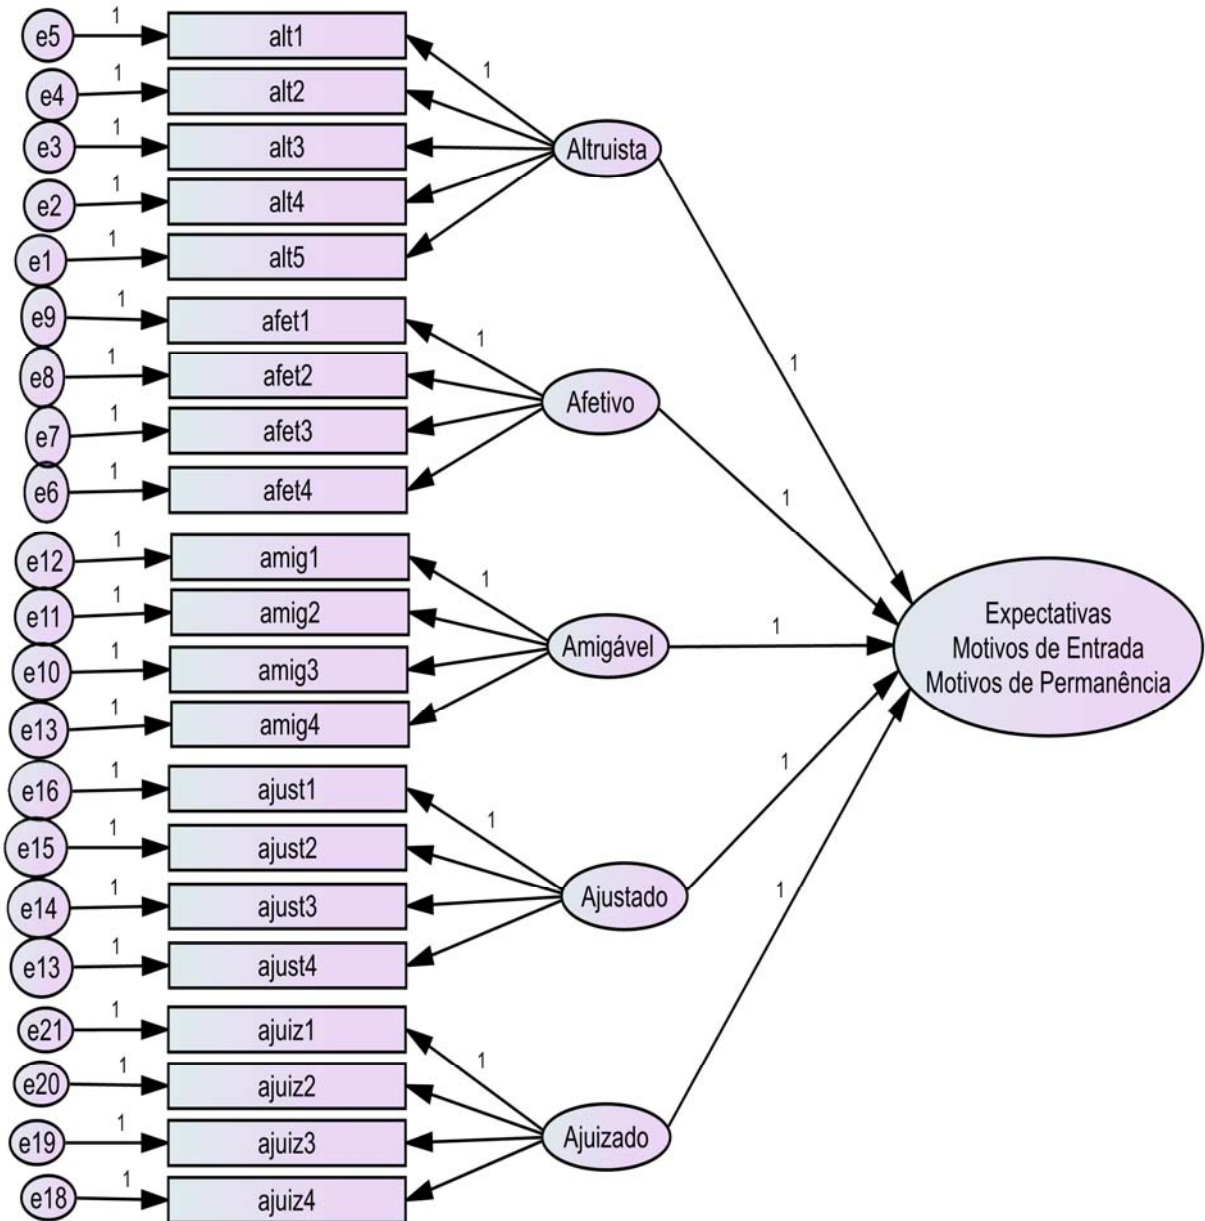 e5 1 alt1
e4 1 alt2
e3 1 alt3
e2 1 alt4
e1 1 alt5
1 Altruista 1
e9 1 afet1
e8 1 afet2
e7 1 afet3
e6 1 afet4
1 Afetivo 1
e12 1 amig1
e11 1 amig2
e10 1 amig3
e13 1 amig4
1 Amigável 1
e16 1 ajust1
e15 1 ajust2
e14 1 ajust3
e13 1 ajust4
1 Ajustado 1
e21 1 ajuiz1
e20 1 ajuiz2
e19 1 ajuiz3
e18 1 ajuiz4
1 Ajuizado 1
Expectativas
Motivos de Entrada
Motivos de Permanência